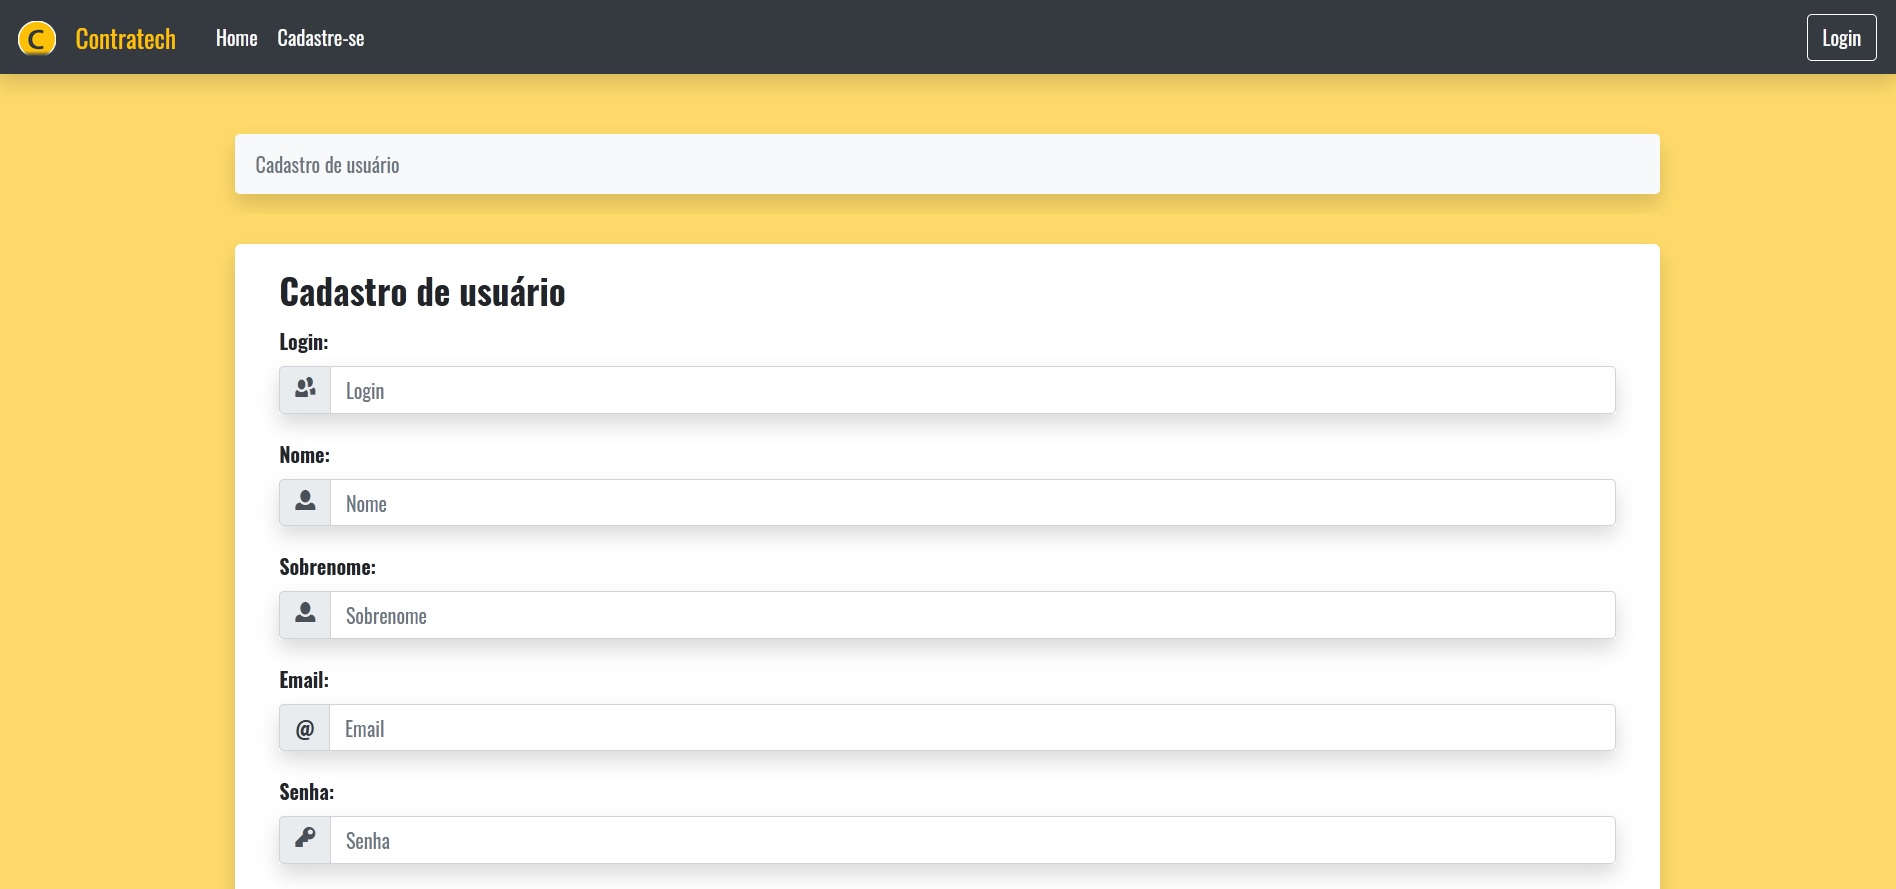 C Contratech Home Cadastre-se Login
Cadastro de usuário
Cadastro de usuário
Login:
Login
Nome:
Nome
Sobrenome:
Sobrenome
Email:
@ Email
Senha:
Senha